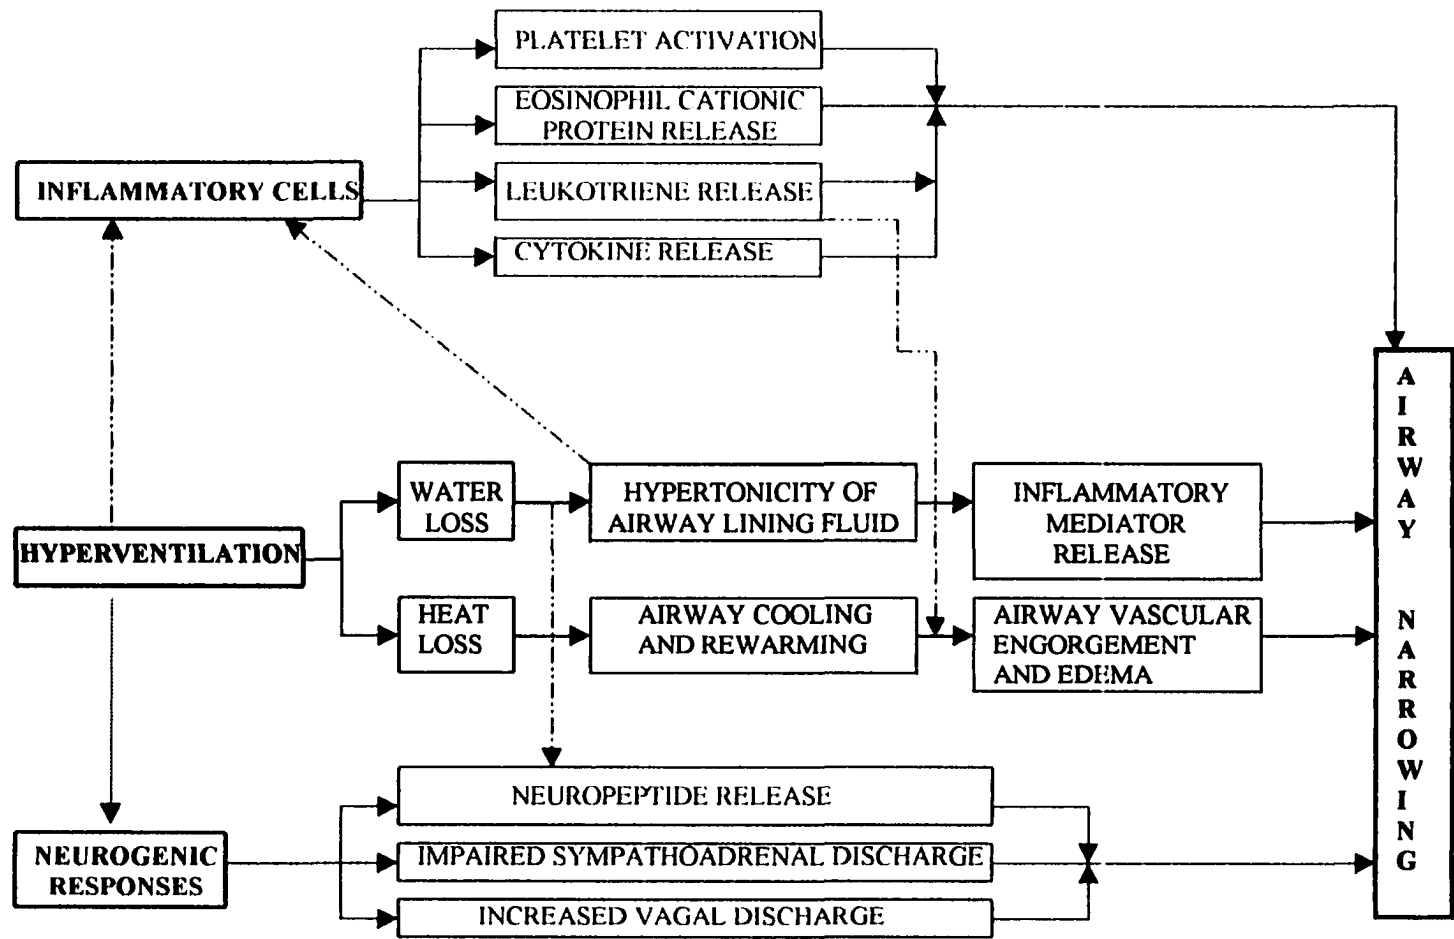 PLATELET ACTIVATION
EOSINOPHIL CATIONIC
PROTEIN RELEASE
INFLAMMATORY CELLS
LEUKOTRIENE RELEASE
CYTOKINE RELEASE
WATER
LOSS
HYPERTONICITY OF
AIRWAY LINING FLUID
INFLAMMATORY
MEDIATOR
RELEASE
HYPERVENTILATION
HEAT
LOSS
AIRWAY COOLING
AND REWARMING
AIRWAY VASCULAR
ENGORGEMENT
AND EDEMA
NEUROPEPTIDE RELEASE
NEUROGENIC
RESPONSES
IMPAIRED SYMPATHOADRENAL DISCHARGE
INCREASED VAGAL DISCHARGE
AIRWAY NARROWING